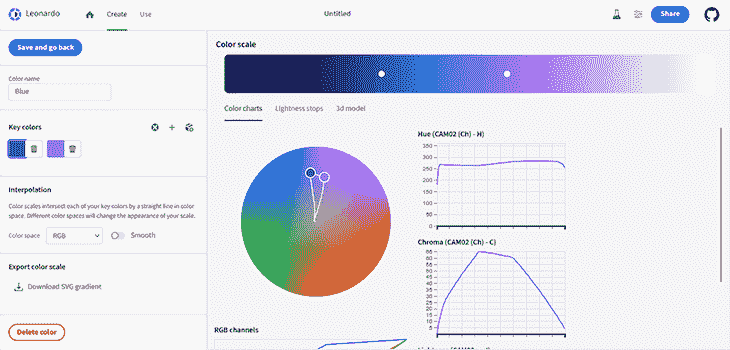 Leonardo
Create
Use
Untitled
Share
Save and go back
Color name
Blue
Key colors
Interpolation
Color scales intersect each of your key colors by a straight line in color
space. Different color spaces will change the appearance of your scale.
Color space
RGB
Smooth
Export color scale
Download SVG gradient
Delete color
Color scale
Color charts
Lightness stops
3d model
Hue (CAM02 (Ch) - H)
350
300
250
200
150
100
50
0
Chroma (CAM02 (Ch) - C)
65
60
55
50
45
40
35
30
25
20
15
10
5
RGB channels